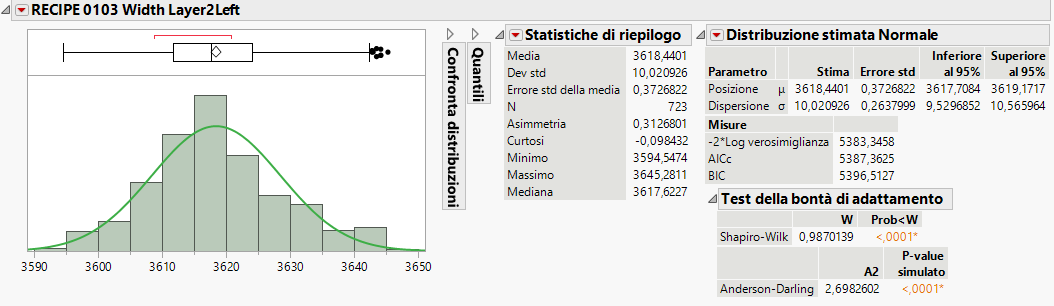 RECIPE 0103 Width Layer2Left
3590 3600 3610 3620 3630 3640 3650
Confronta distribuzioni
Quantili
Statistiche di riepilogo
Media 3618,4401
Dev std 10,020926
Errore std della media 0,3726822
N 723
Asimmetria 0,3126801
Curtosi -0,098432
Minimo 3594,5474
Massimo 3645,2811
Mediana 3617,6227
Distribuzione stimata Normale
Parametro Stima Errore std Inferiore al 95% Superiore al 95%
Posizione μ 3618,4401 0,3726822 3617,7084 3619,1717
Dispersione σ 10,020926 0,2637999 9,5296852 10,565964
Misure
-2*Log verosimiglianza 5383,3458
AICc 5387,3625
BIC 5396,5127
Test della bontà di adattamento
W Prob<W
Shapiro-Wilk 0,9870139 <,0001*
A2 P-value simulato
Anderson-Darling 2,6982602 <,0001*